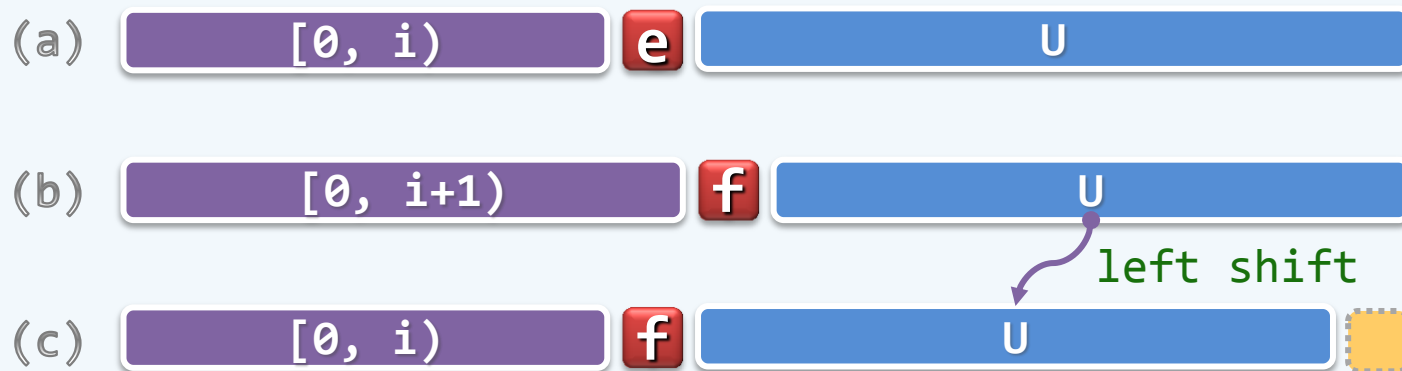 (a) [0, i) e U
(b) [0, i+1) f U
left shift
(c) [0, i) f U